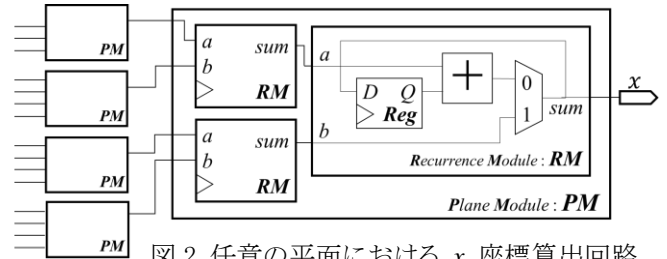 PM
PM
PM
PM
a
b
sum
RM
a
b
sum
RM
a
b
D
Q
Reg
+
0
1
sum
x
Recurrence Module : RM
Plane Module : PM
図 2 任意の平面における x 座標算出回路